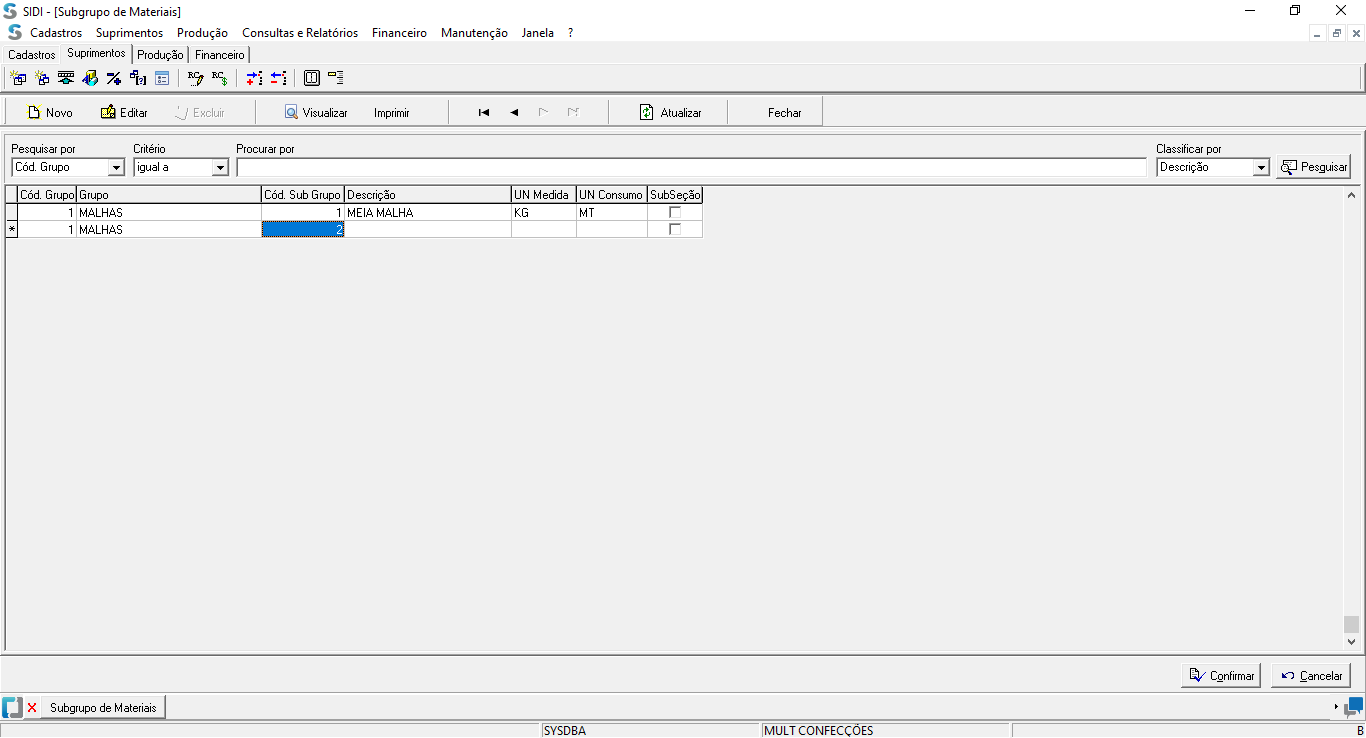 SIDI - [Subgrupo de Materiais]
Cadastros Suprimentos Produção Consultas e Relatórios Financeiro Manutenção Janela ?
Cadastros Suprimentos Produção Financeiro
Novo Editar Excluir Visualizar Imprimir Atualizar Fechar
Pesquisar por Critério Procurar por Classificar por
Cód. Grupo igual a Descrição Pesquisar
Cód. Grupo Grupo Cód. Sub Grupo Descrição UN Medida UN Consumo SubSeção
1 MALHAS 1 MEIA MALHA KG MT
* 1 MALHAS 2
Confirmar Cancelar
Subgrupo de Materiais
SYSDBA MULT CONFECÇÕES B